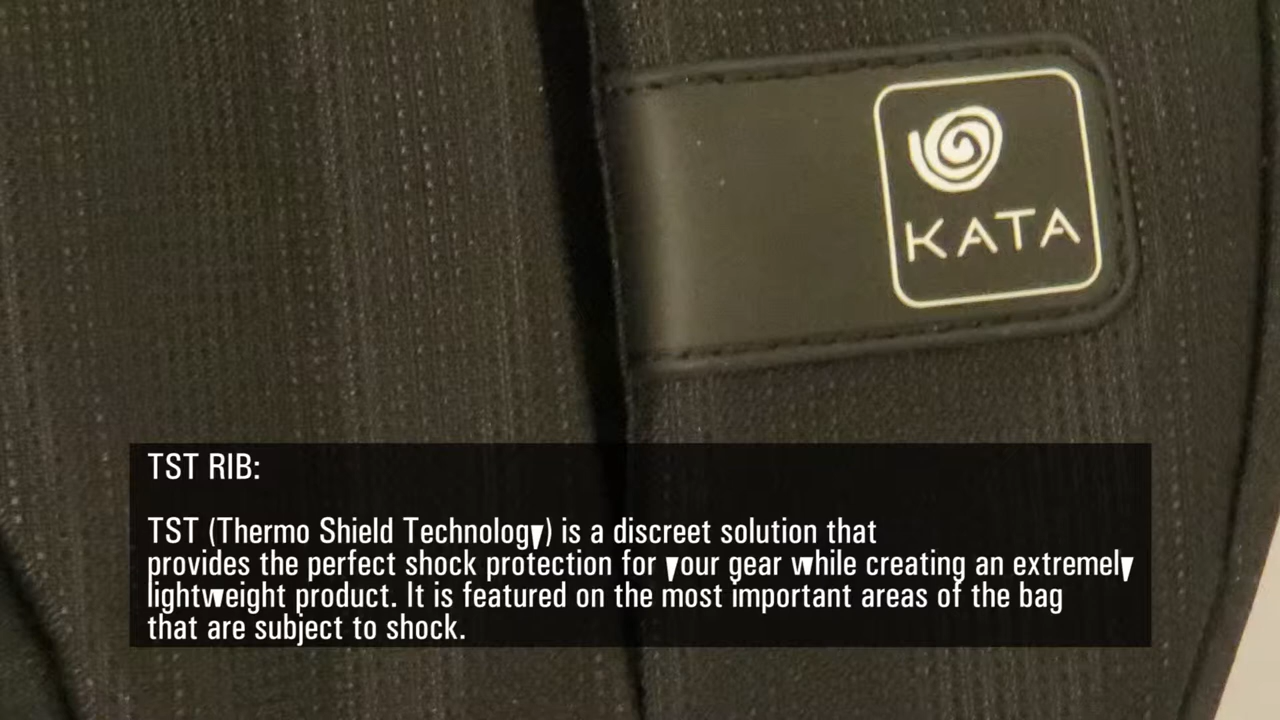 KATA
TST RIB:
TST (Thermo Shield Technology) is a discreet solution that
provides the perfect shock protection for your gear while creating an extremely
lightweight product. It is featured on the most important areas of the bag
that are subject to shock.